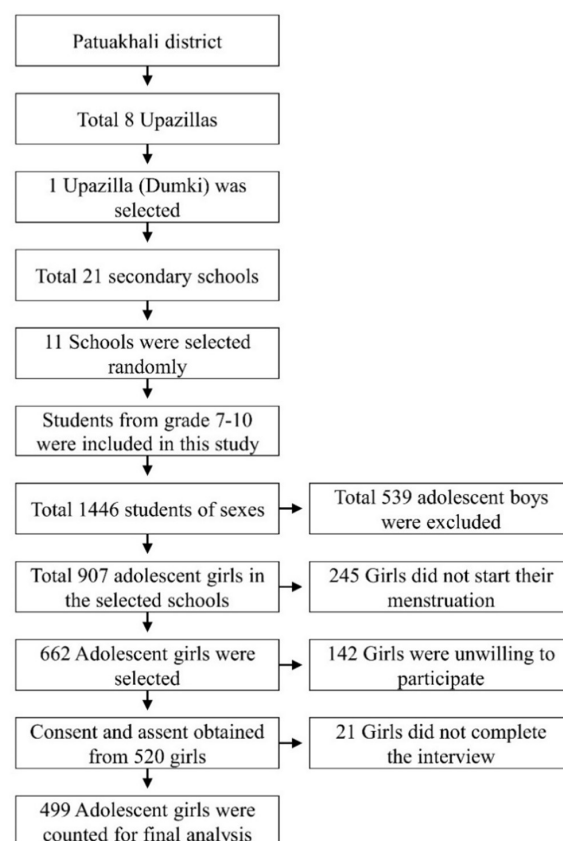 Patuakhali district
Total 8 Upazillas
1 Upazilla (Dumki) was
selected
Total 21 secondary schools
11 Schools were selected
randomly
Students from grade 7-10
were included in this study
Total 1446 students of sexes
Total 539 adolescent boys
were excluded
Total 907 adolescent girls in
the selected schools
245 Girls did not start their
menstruation
662 Adolescent girls were
selected
142 Girls were unwilling to
participate
Consent and assent obtained
from 520 girls
21 Girls did not complete
the interview
499 Adolescent girls were
counted for final analysis